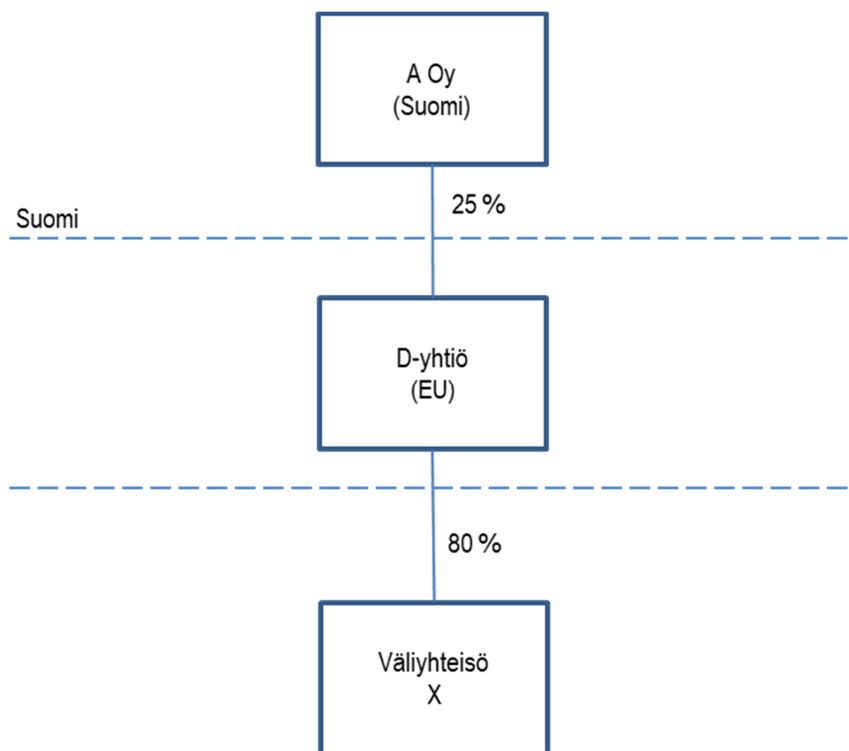 A Oy
(Suomi)
25 %
Suomi
D-yhtiö
(EU)
80 %
Väliyhteisö
X